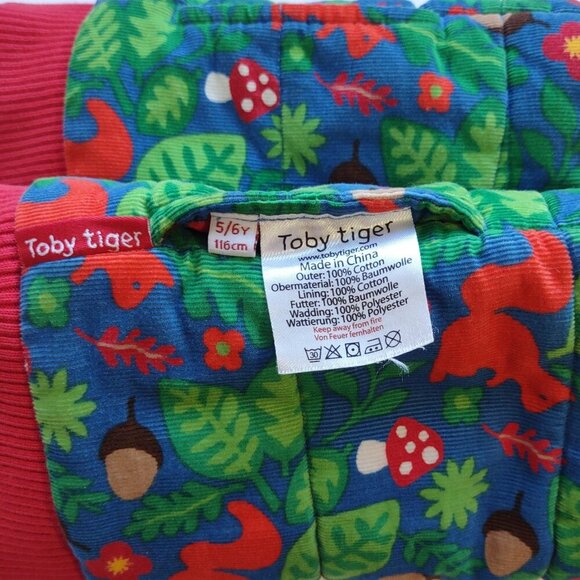 Toby tiger
5/6Y
116cm
Toby tiger
www.tobytiger.com
Made in China
Outer: 100% Cotton
Obermaterial: 100% Baumwolle
Lining: 100% Cotton
Futter: 100% Baumwolle
Wadding: 100% Polyester
Wattierung: 100% Polyester
Keep away from fire
Von Feuer fernhalten
30